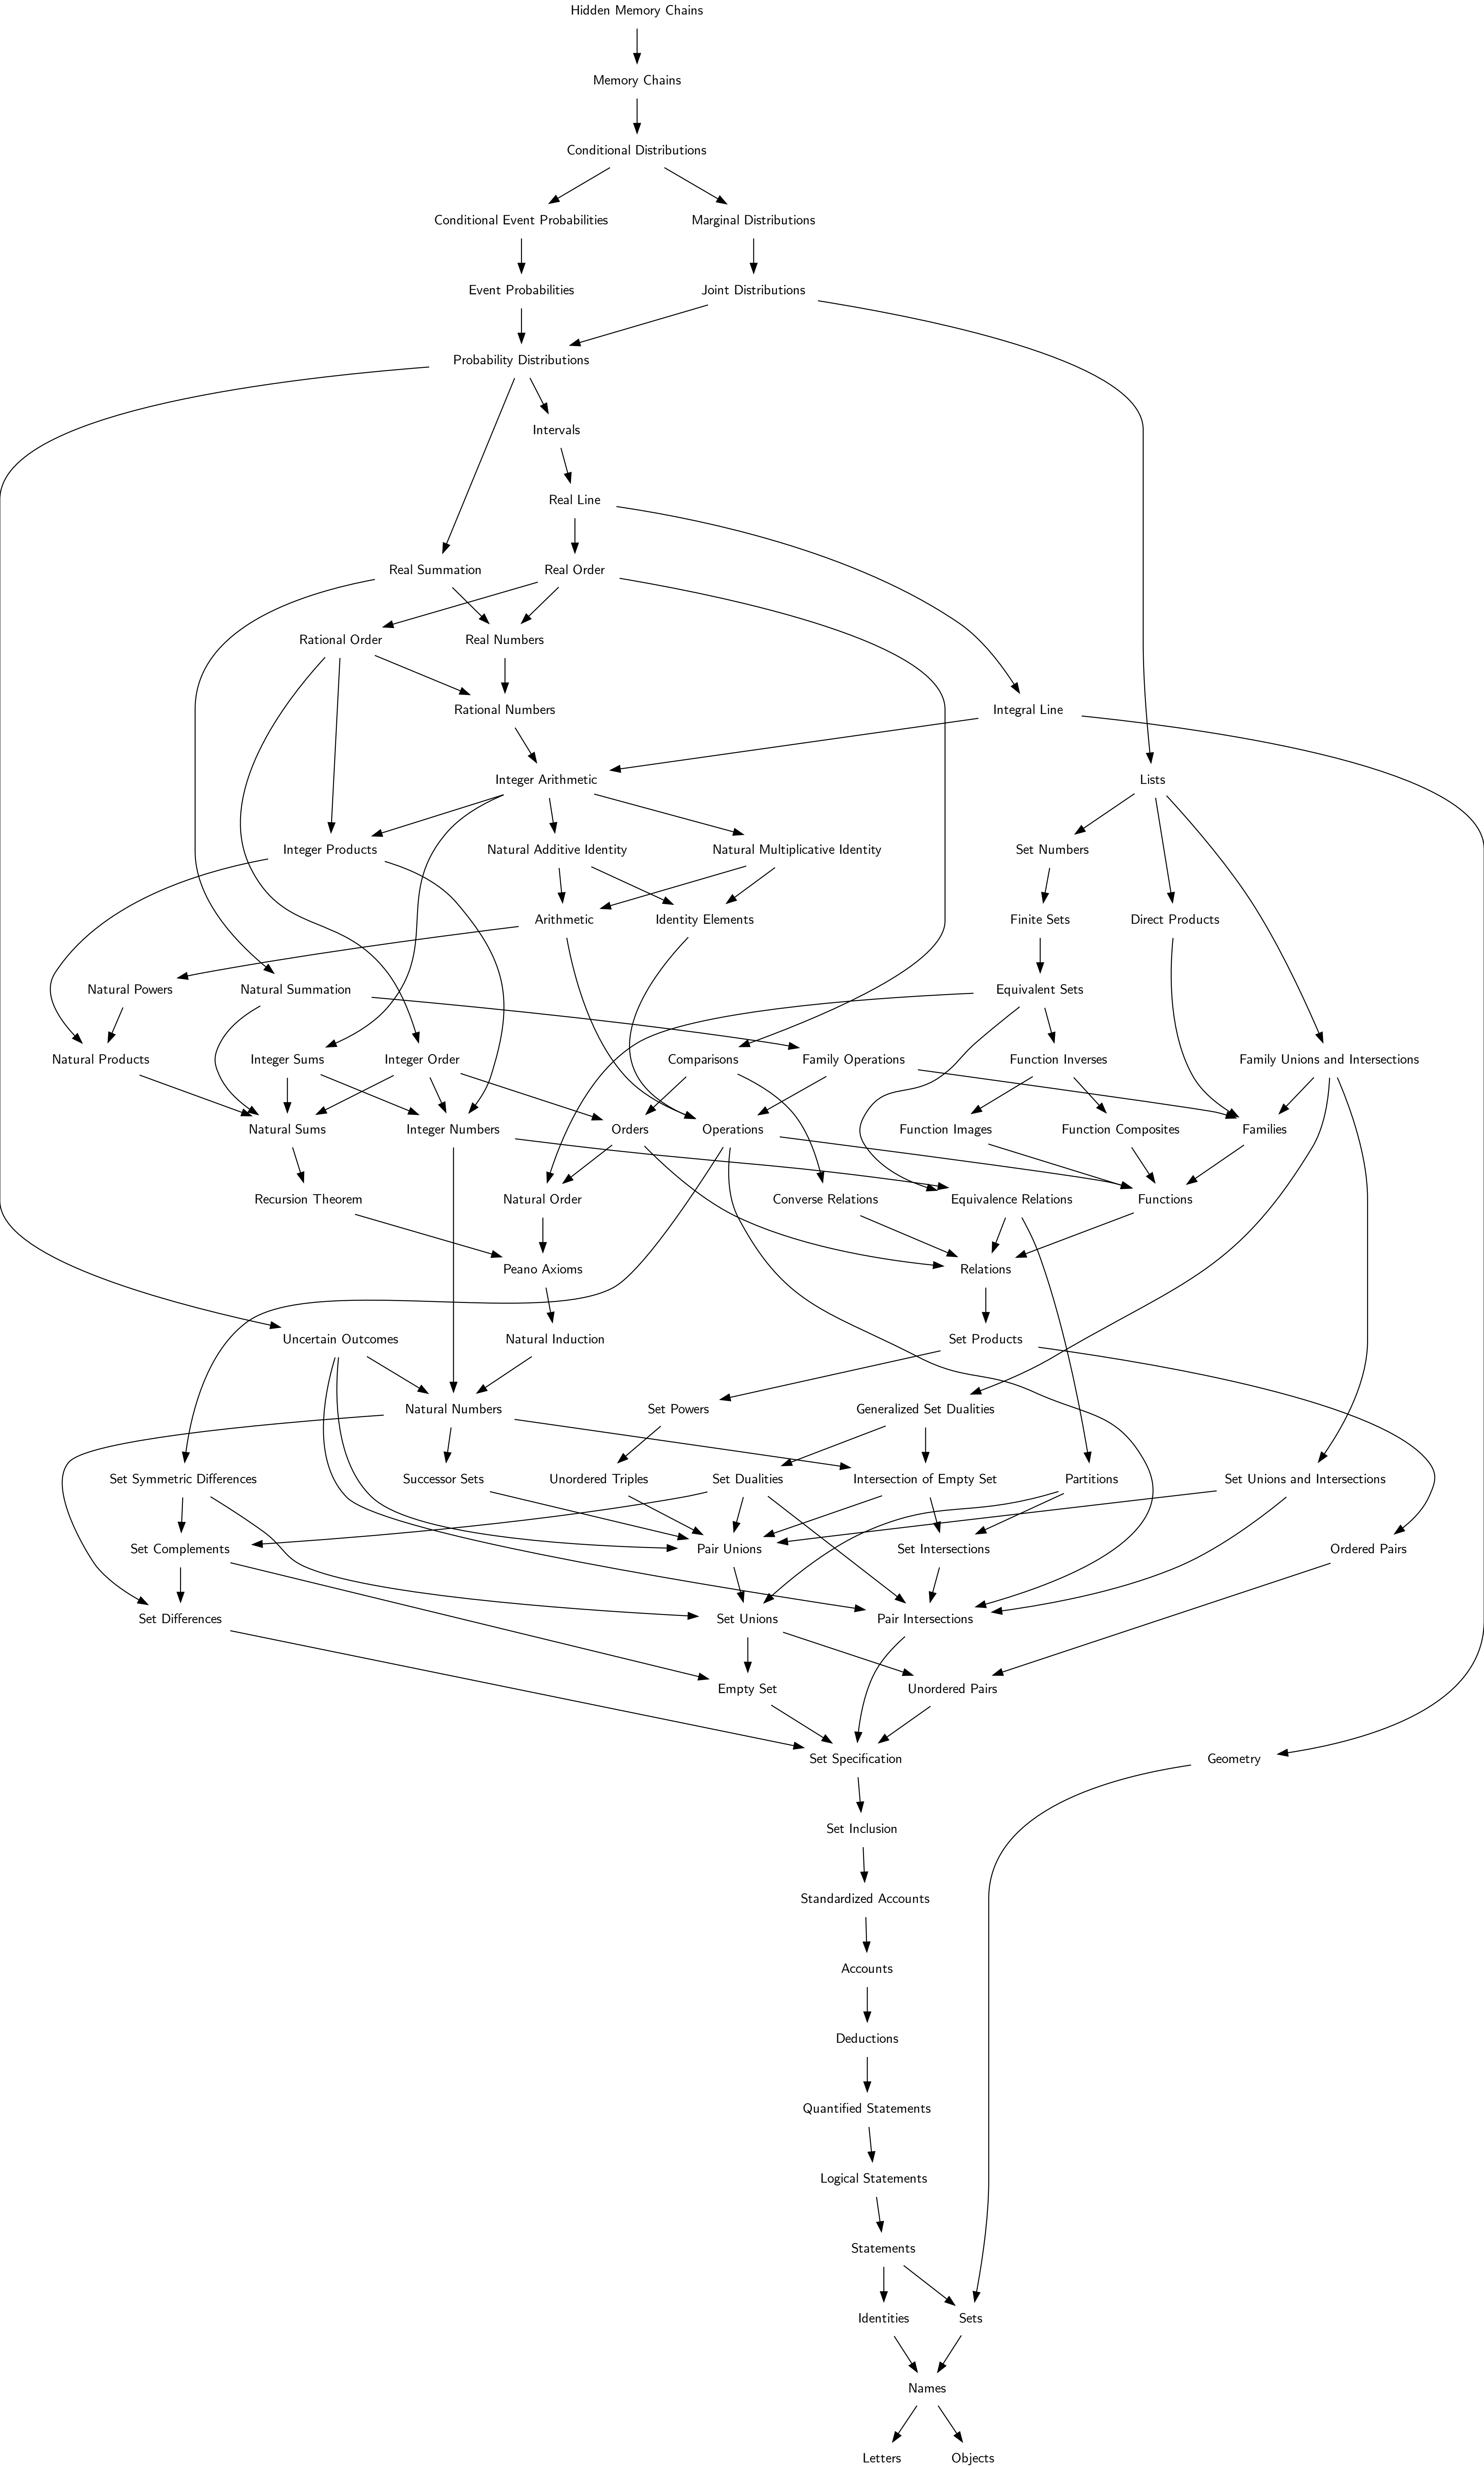 Hidden Memory Chains
Memory Chains
Conditional Distributions
Conditional Event Probabilities
Marginal Distributions
Event Probabilities
Joint Distributions
Probability Distributions
Intervals
Real Line
Real Summation
Real Order
Rational Order
Real Numbers
Rational Numbers
Integral Line
Integer Arithmetic
Lists
Integer Products
Natural Additive Identity
Natural Multiplicative Identity
Set Numbers
Arithmetic
Identity Elements
Finite Sets
Direct Products
Natural Powers
Natural Summation
Equivalent Sets
Natural Products
Integer Sums
Integer Order
Comparisons
Family Operations
Function Inverses
Family Unions and Intersections
Natural Sums
Integer Numbers
Orders
Operations
Function Images
Function Composites
Families
Recursion Theorem
Natural Order
Converse Relations
Equivalence Relations
Functions
Peano Axioms
Relations
Uncertain Outcomes
Natural Induction
Set Products
Natural Numbers
Set Powers
Generalized Set Dualities
Set Symmetric Differences
Successor Sets
Unordered Triples
Set Dualities
Intersection of Empty Set
Partitions
Set Unions and Intersections
Set Complements
Pair Unions
Set Intersections
Ordered Pairs
Set Differences
Set Unions
Pair Intersections
Empty Set
Unordered Pairs
Set Specification
Geometry
Set Inclusion
Standardized Accounts
Accounts
Deductions
Quantified Statements
Logical Statements
Statements
Identities
Sets
Names
Letters
Objects